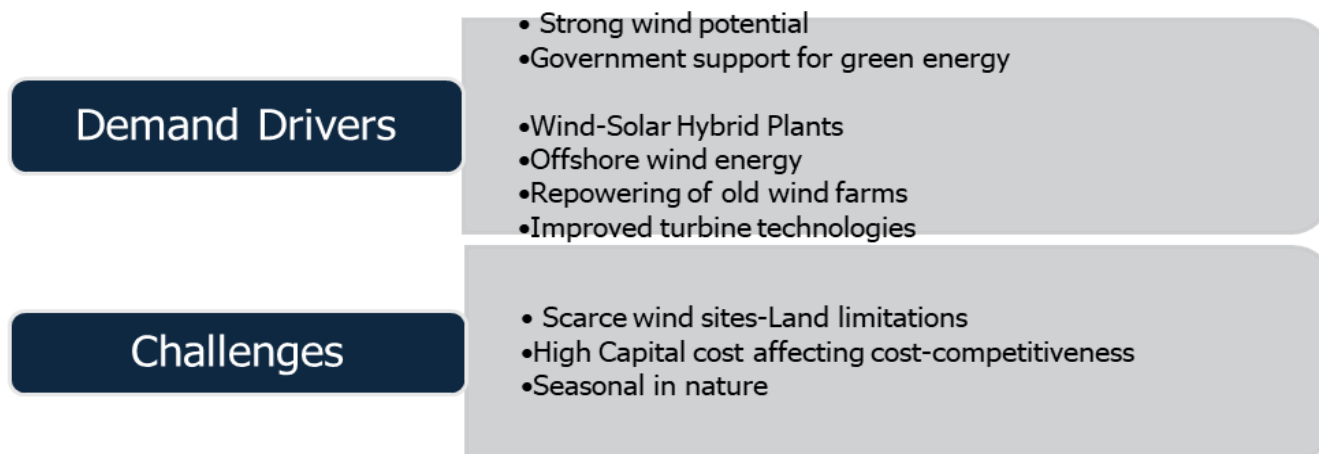 Demand Drivers
• Strong wind potential
•Government support for green energy
•Wind-Solar Hybrid Plants
•Offshore wind energy
•Repowering of old wind farms
•Improved turbine technologies
Challenges
• Scarce wind sites-Land limitations
•High Capital cost affecting cost-competitiveness
•Seasonal in nature